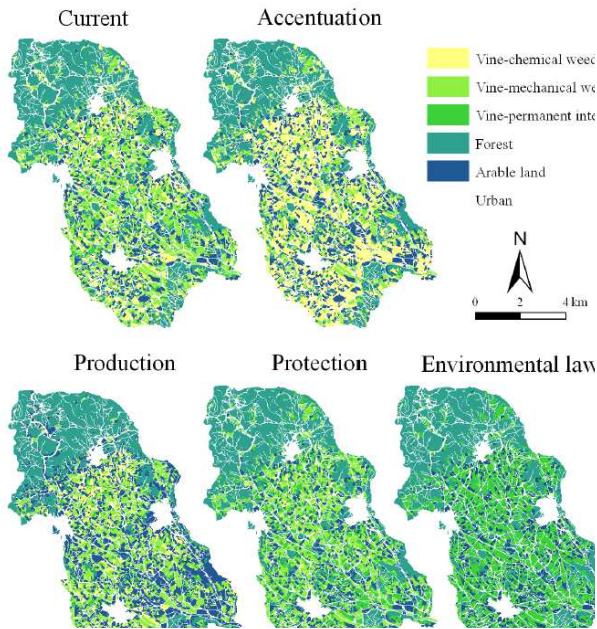 Current Accentuation
Vine-chemical weed
Vine-mechanical we
Vine-permanent inte
Forest
Arable land
Urban
N
0 2 4 km
Production Protection Environmental law